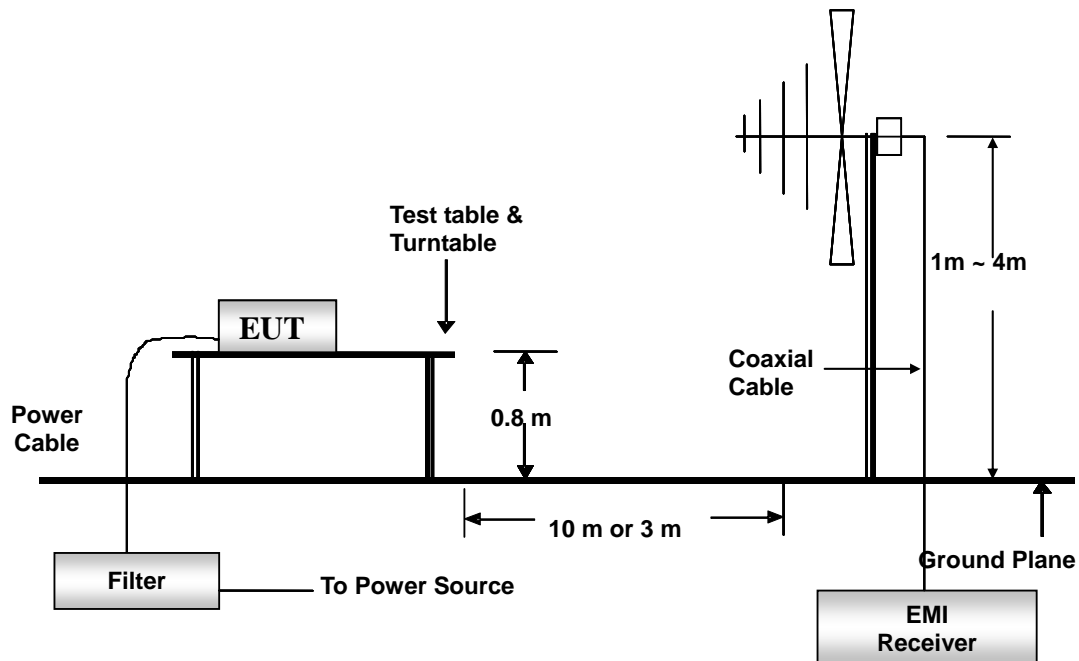 Test table &
Turntable
EUT
1m ~ 4m
Coaxial
Cable
0.8 m
Power
Cable
10 m or 3 m
Ground Plane
Filter
To Power Source
EMI
Receiver